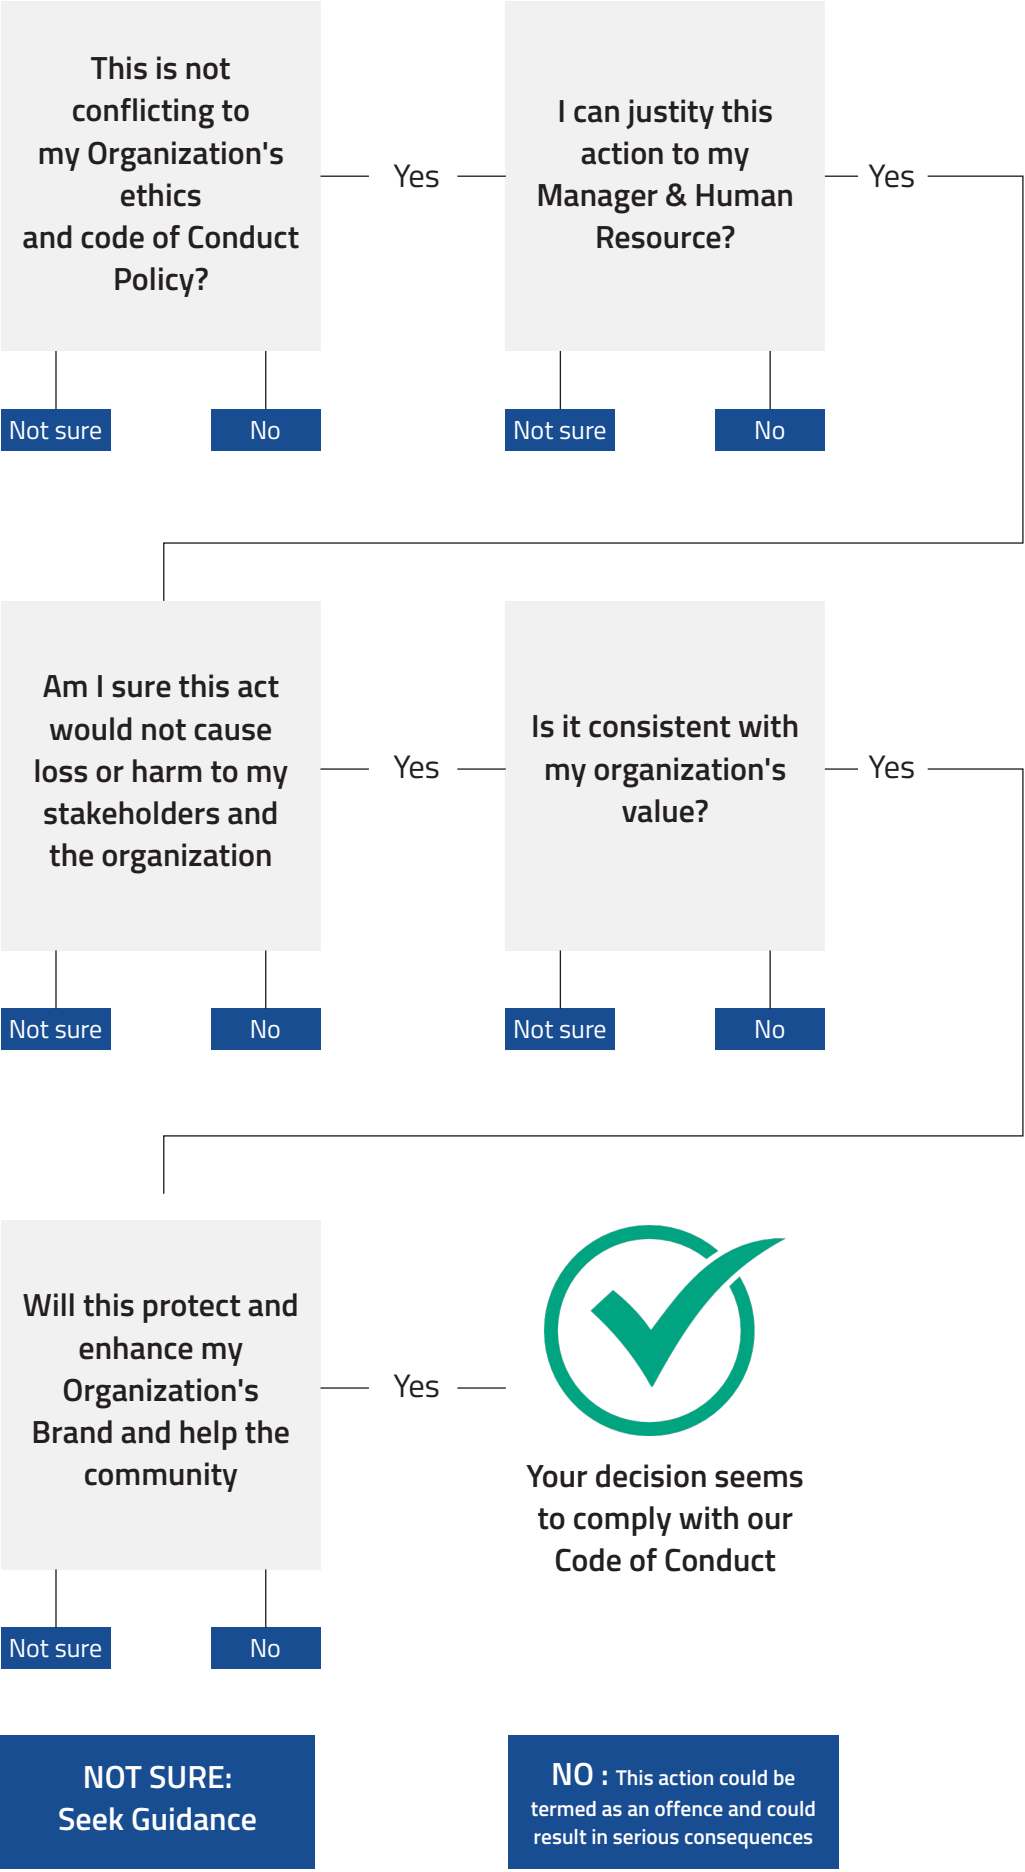 This is not
conflicting to
my Organization's
ethics
and code of Conduct
Policy?
Yes
I can justity this
action to my
Manager & Human
Resource?
Yes
Not sure
No
Not sure
No
Am I sure this act
would not cause
loss or harm to my
stakeholders and
the organization
Yes
Is it consistent with
my organization's
value?
Yes
Not sure
No
Not sure
No
Will this protect and
enhance my
Organization's
Brand and help the
community
Yes
Your decision seems
to comply with our
Code of Conduct
Not sure
No
NOT SURE:
Seek Guidance
NO : This action could be
termed as an offence and could
result in serious consequences